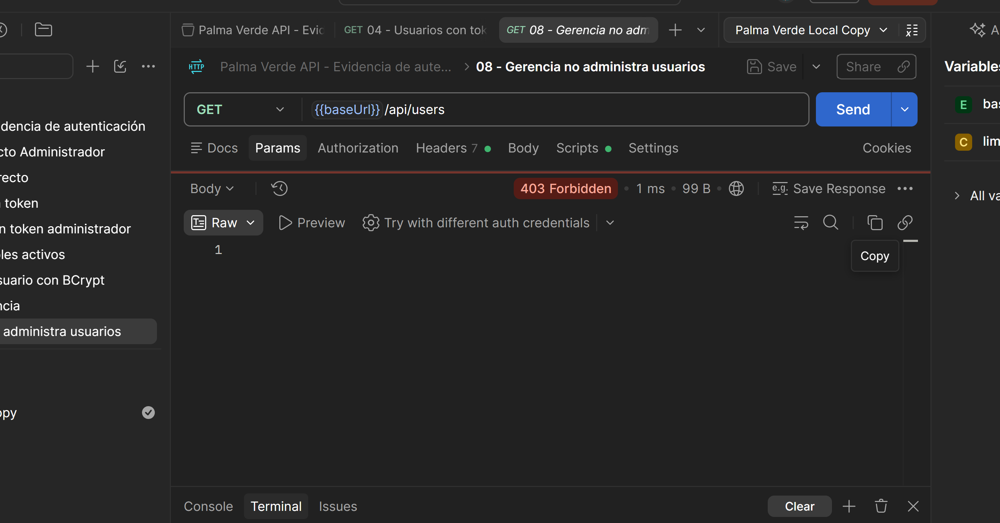 Palma Verde API - Evic
GET 04 - Usuarios con tok
GET 08 - Gerencia no adm
Palma Verde Local Copy
HTTP
Palma Verde API - Evidencia de aute...
> 08 - Gerencia no administra usuarios
Save
Share
Variables
GET
{{baseUrl}}/api/users
Send
E
bas
C
lim
All va
Docs
Params
Authorization
Headers 7
Body
Scripts
Settings
Cookies
idencia de autenticación
cto Administrador
recto
token
n token administrador
les activos
suario con BCrypt
ncia
administra usuarios
opy
Body
403 Forbidden
1 ms
99 B
e.g. Save Response
Raw
Preview
Try with different auth credentials
1
Copy
Console
Terminal
Issues
Clear